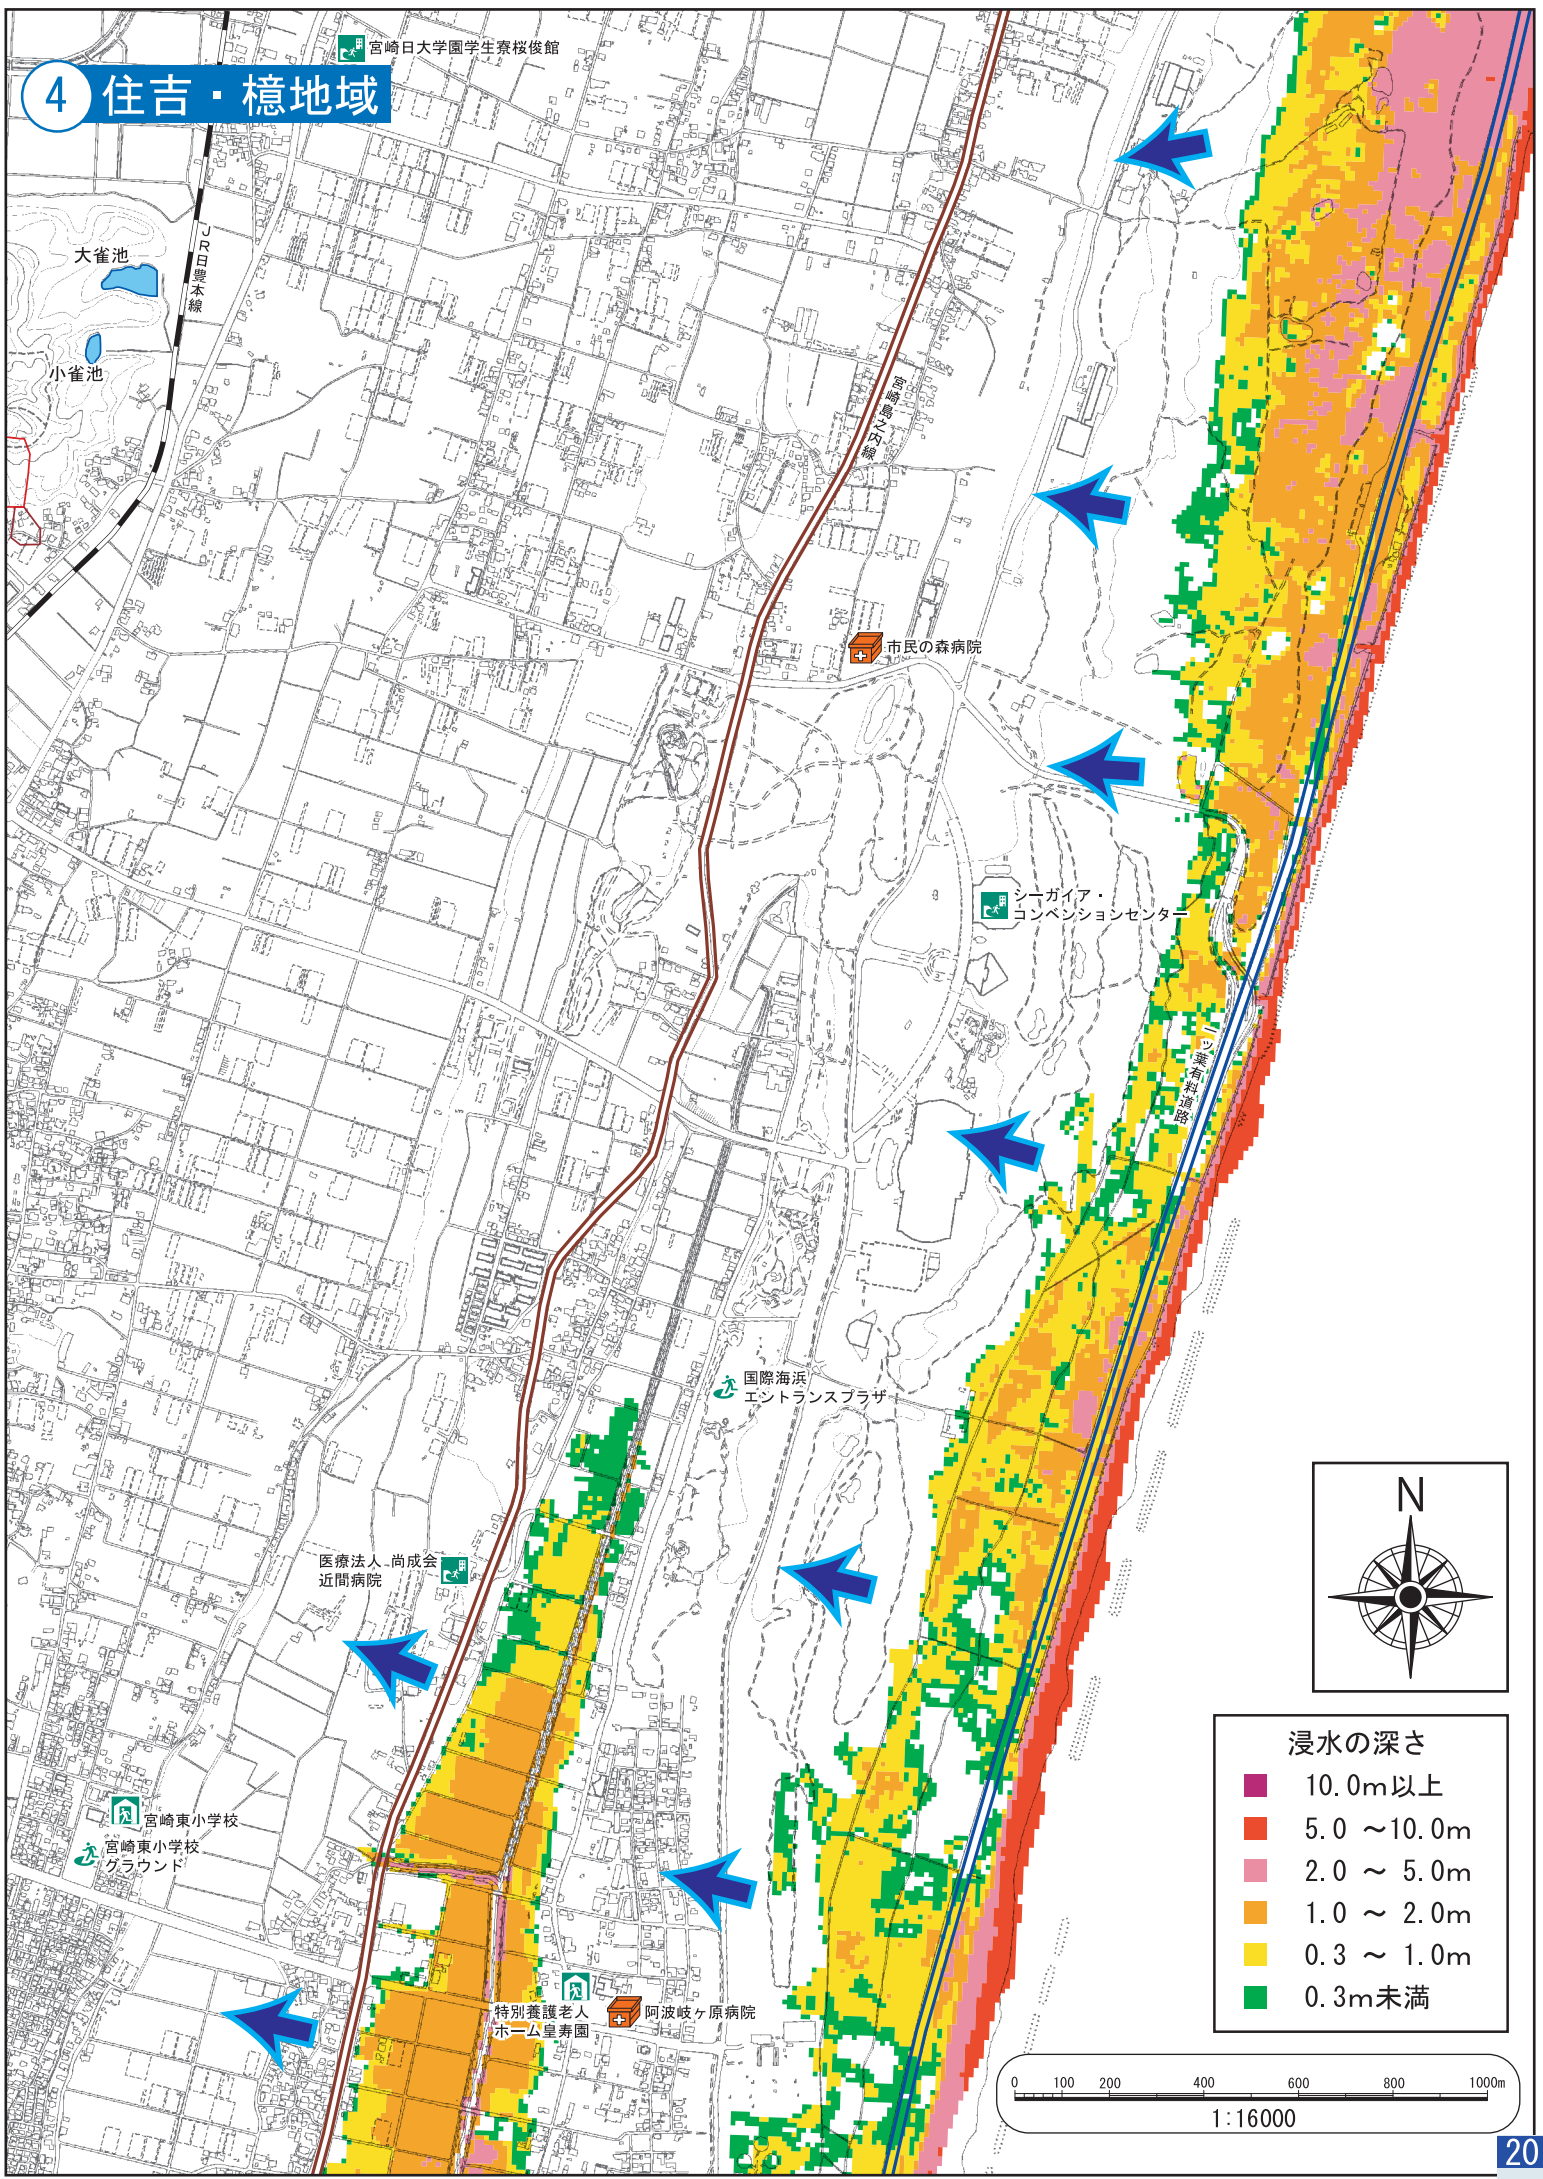 宮崎日大学園学生寮桜俊館
4 住吉・檍地域
大雀池
JR日豊本線
小雀池
宮崎島之内線
市民の森病院
シーガイア・
コンベンションセンター
一ッ葉有料道路
国際海浜
エントランスプラザ
医療法人 尚成会
近間病院
宮崎東小学校
宮崎東小学校
グラウンド
特別養護老人
ホーム皇寿園
阿波岐ヶ原病院
N
浸水の深さ
10.0m以上
5.0 ～10.0m
2.0 ～ 5.0m
1.0 ～ 2.0m
0.3 ～ 1.0m
0.3m未満
0 100 200 400 600 800 1000m
1:16000
20